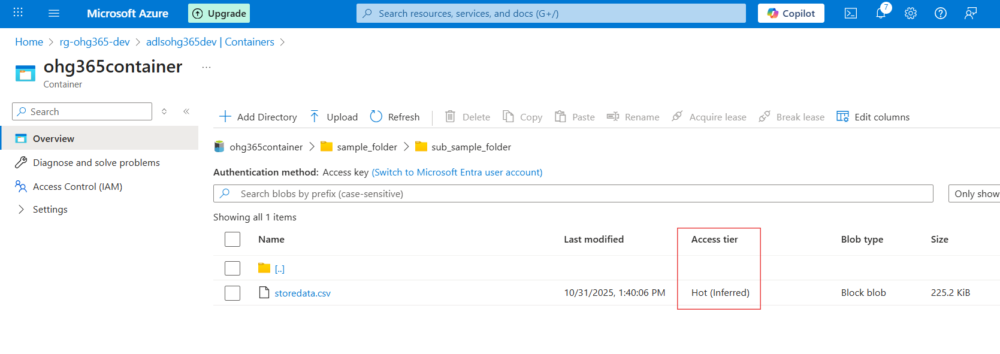 Microsoft Azure Upgrade Search resources, services, and docs (G+/) Copilot 7
Home > rg-ohg365-dev > adlsohg365dev | Containers >
ohg365container ...
Container
Search
Add Directory Upload Refresh Delete Copy Paste Rename Acquire lease Break lease Edit columns
Overview
Diagnose and solve problems
Access Control (IAM)
Settings
ohg365container > sample_folder > sub_sample_folder
Authentication method: Access key (Switch to Microsoft Entra user account)
Search blobs by prefix (case-sensitive) Only show
Showing all 1 items
Name Last modified Access tier Blob type Size
[..]
storedata.csv 10/31/2025, 1:40:06 PM Hot (Inferred) Block blob 225.2 KiB